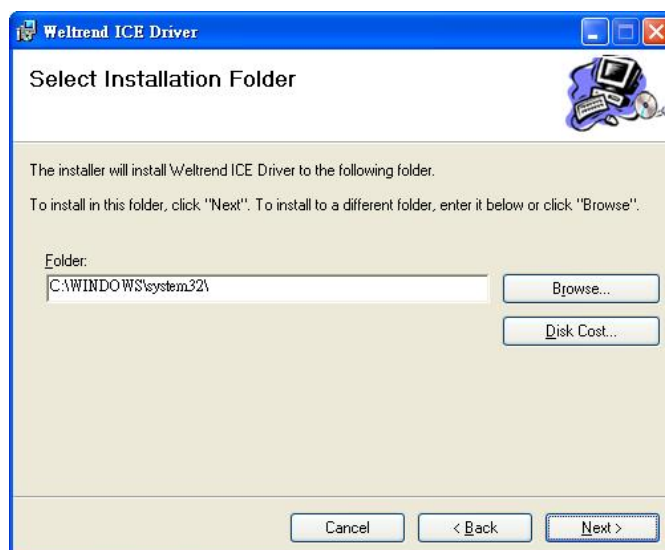 Weltrend ICE Driver
Select Installation Folder
The installer will install Weltrend ICE Driver to the following folder.
To install in this folder, click "Next". To install to a different folder, enter it below or click "Browse".
Folder:
C:\WINDOWS\system32\
Browse...
Disk Cost...
Cancel
< Back
Next >